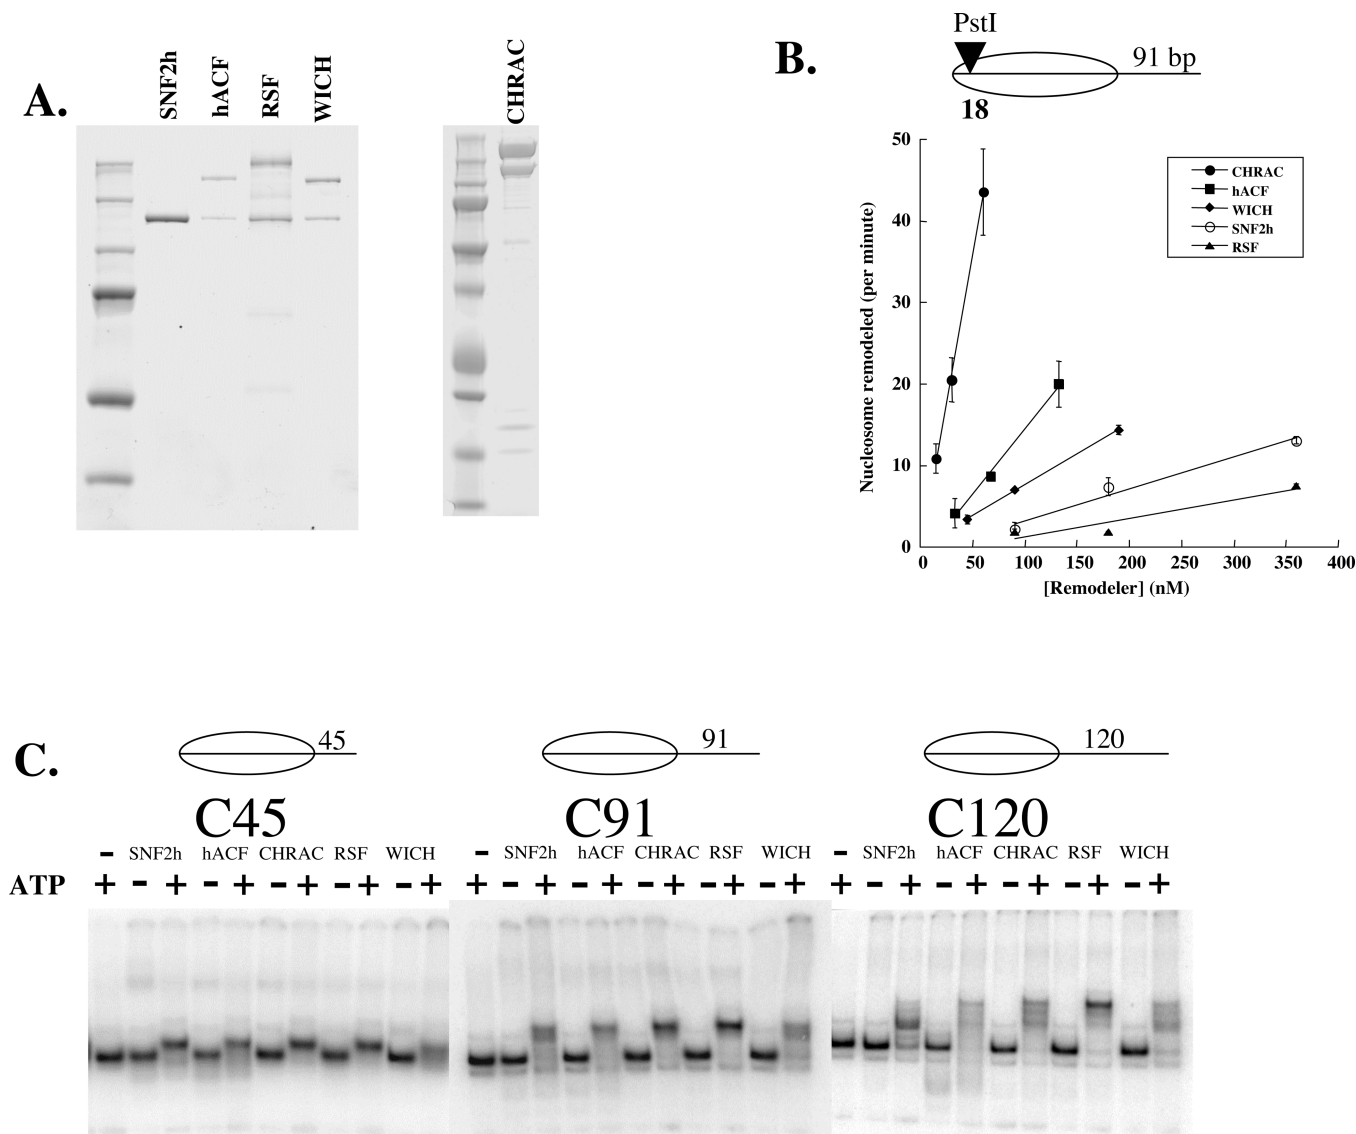 A.
SNF2h
hACF
RSF
WICH
CHRAC
B.
PstI
91 bp
18
Nucleosome remodeled (per minute)
50
40
30
20
10
0
CHRAC
hACF
WICH
SNF2h
RSF
0 50 100 150 200 250 300 350 400
[Remodeler] (nM)
C.
45
91
120
C45
C91
C120
- SNF2h hACF CHRAC RSF WICH
- SNF2h hACF CHRAC RSF WICH
- SNF2h hACF CHRAC RSF WICH
ATP + - + - + - + - + - + + - + - + - + - + - + + - + - + - + - + - +